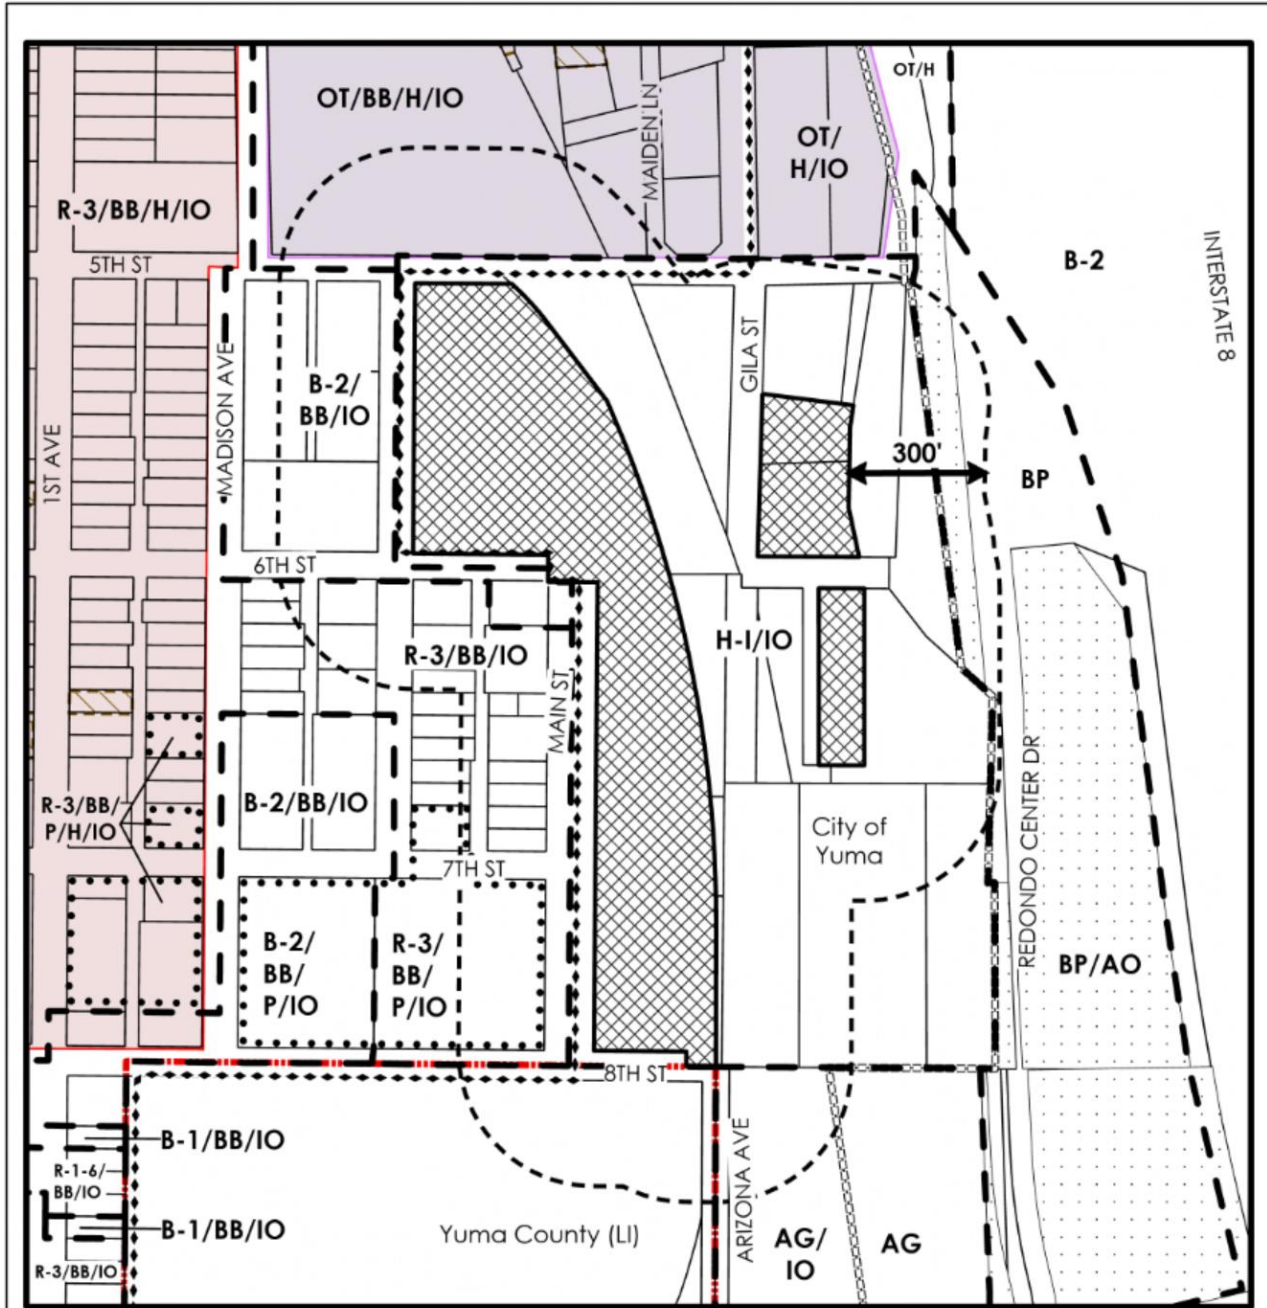 OT/H
OT/BB/H/IO
MAIDEN LN
OT/
H/IO
R-3/BB/H/IO
5TH ST
B-2
INTERSTATE 8
GILA ST
MADISON AVE
B-2/
BB/IO
1ST AVE
300'
BP
6TH ST
R-3/BB/IO
H-I/IO
MAIN ST
R-3/BB/
P/H/IO
B-2/BB/IO
City of
Yuma
REDONDO CENTER DR
7TH ST
B-2/
BB/
P/IO
R-3/
BB/
P/IO
BP/AO
8TH ST
B-1/BB/IO
R-1-6/
BB/IO
B-1/BB/IO
R-3/BB/IO
Yuma County (LI)
ARIZONA AVE
AG/
IO
AG